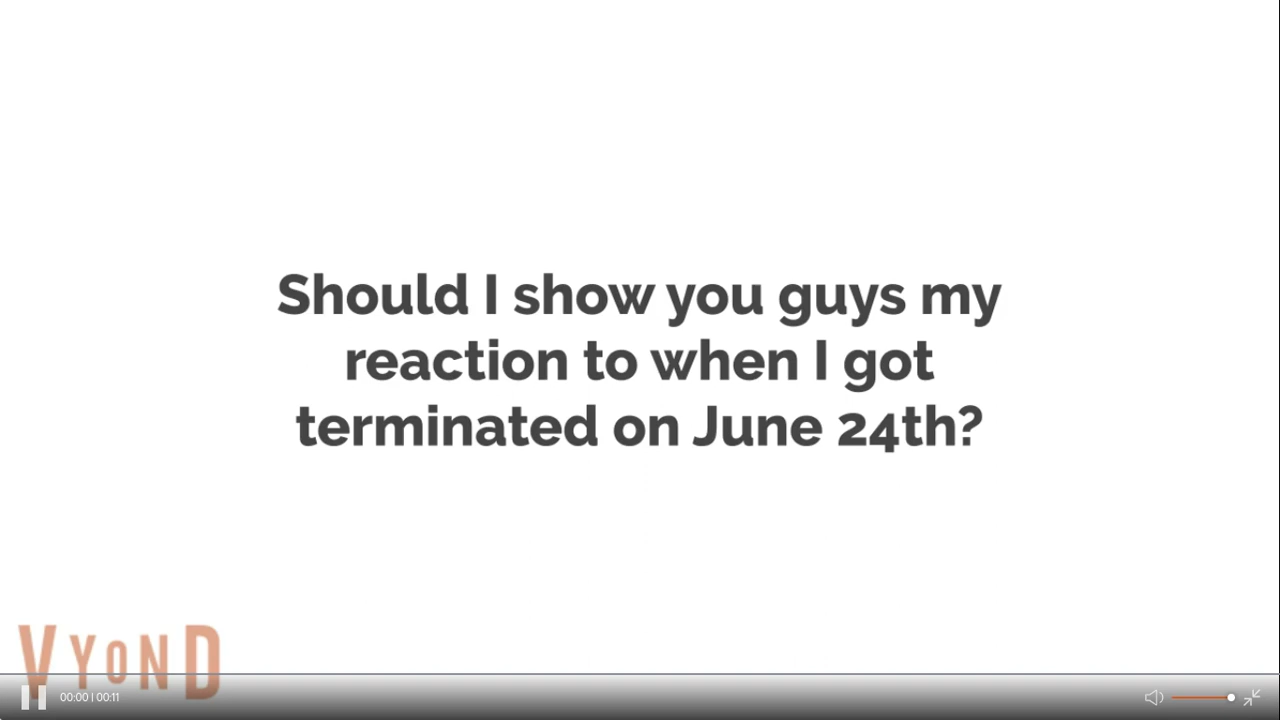 Should I show you guys my
reaction to when I got
terminated on June 24th?
VYOND
00:00 | 00:11